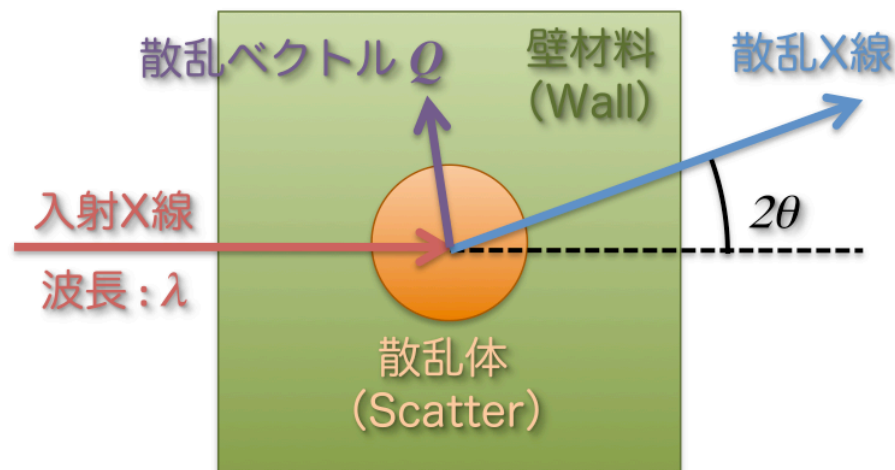 散乱ベクトル Q
壁材料
(Wall)
散乱X線
入射X線
2θ
波長 : λ
散乱体
(Scatter)